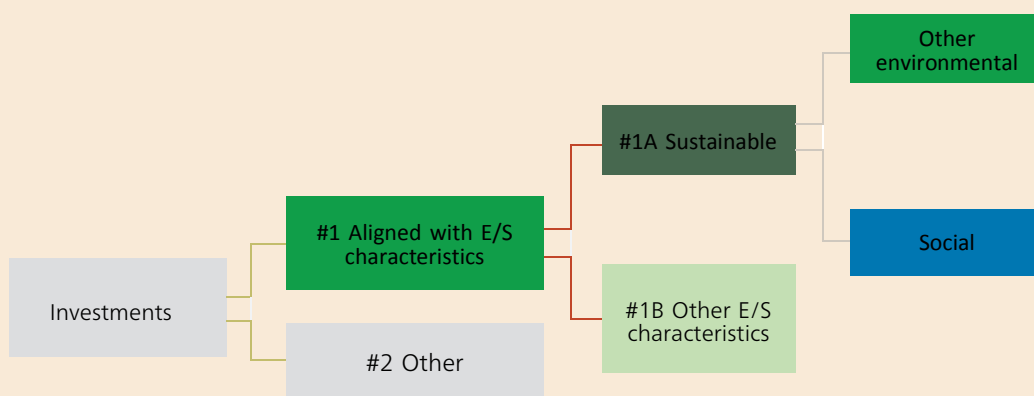 Investments
#1 Aligned with E/S
characteristics
#2 Other
#1A Sustainable
#1B Other E/S
characteristics
Other
environmental
Social